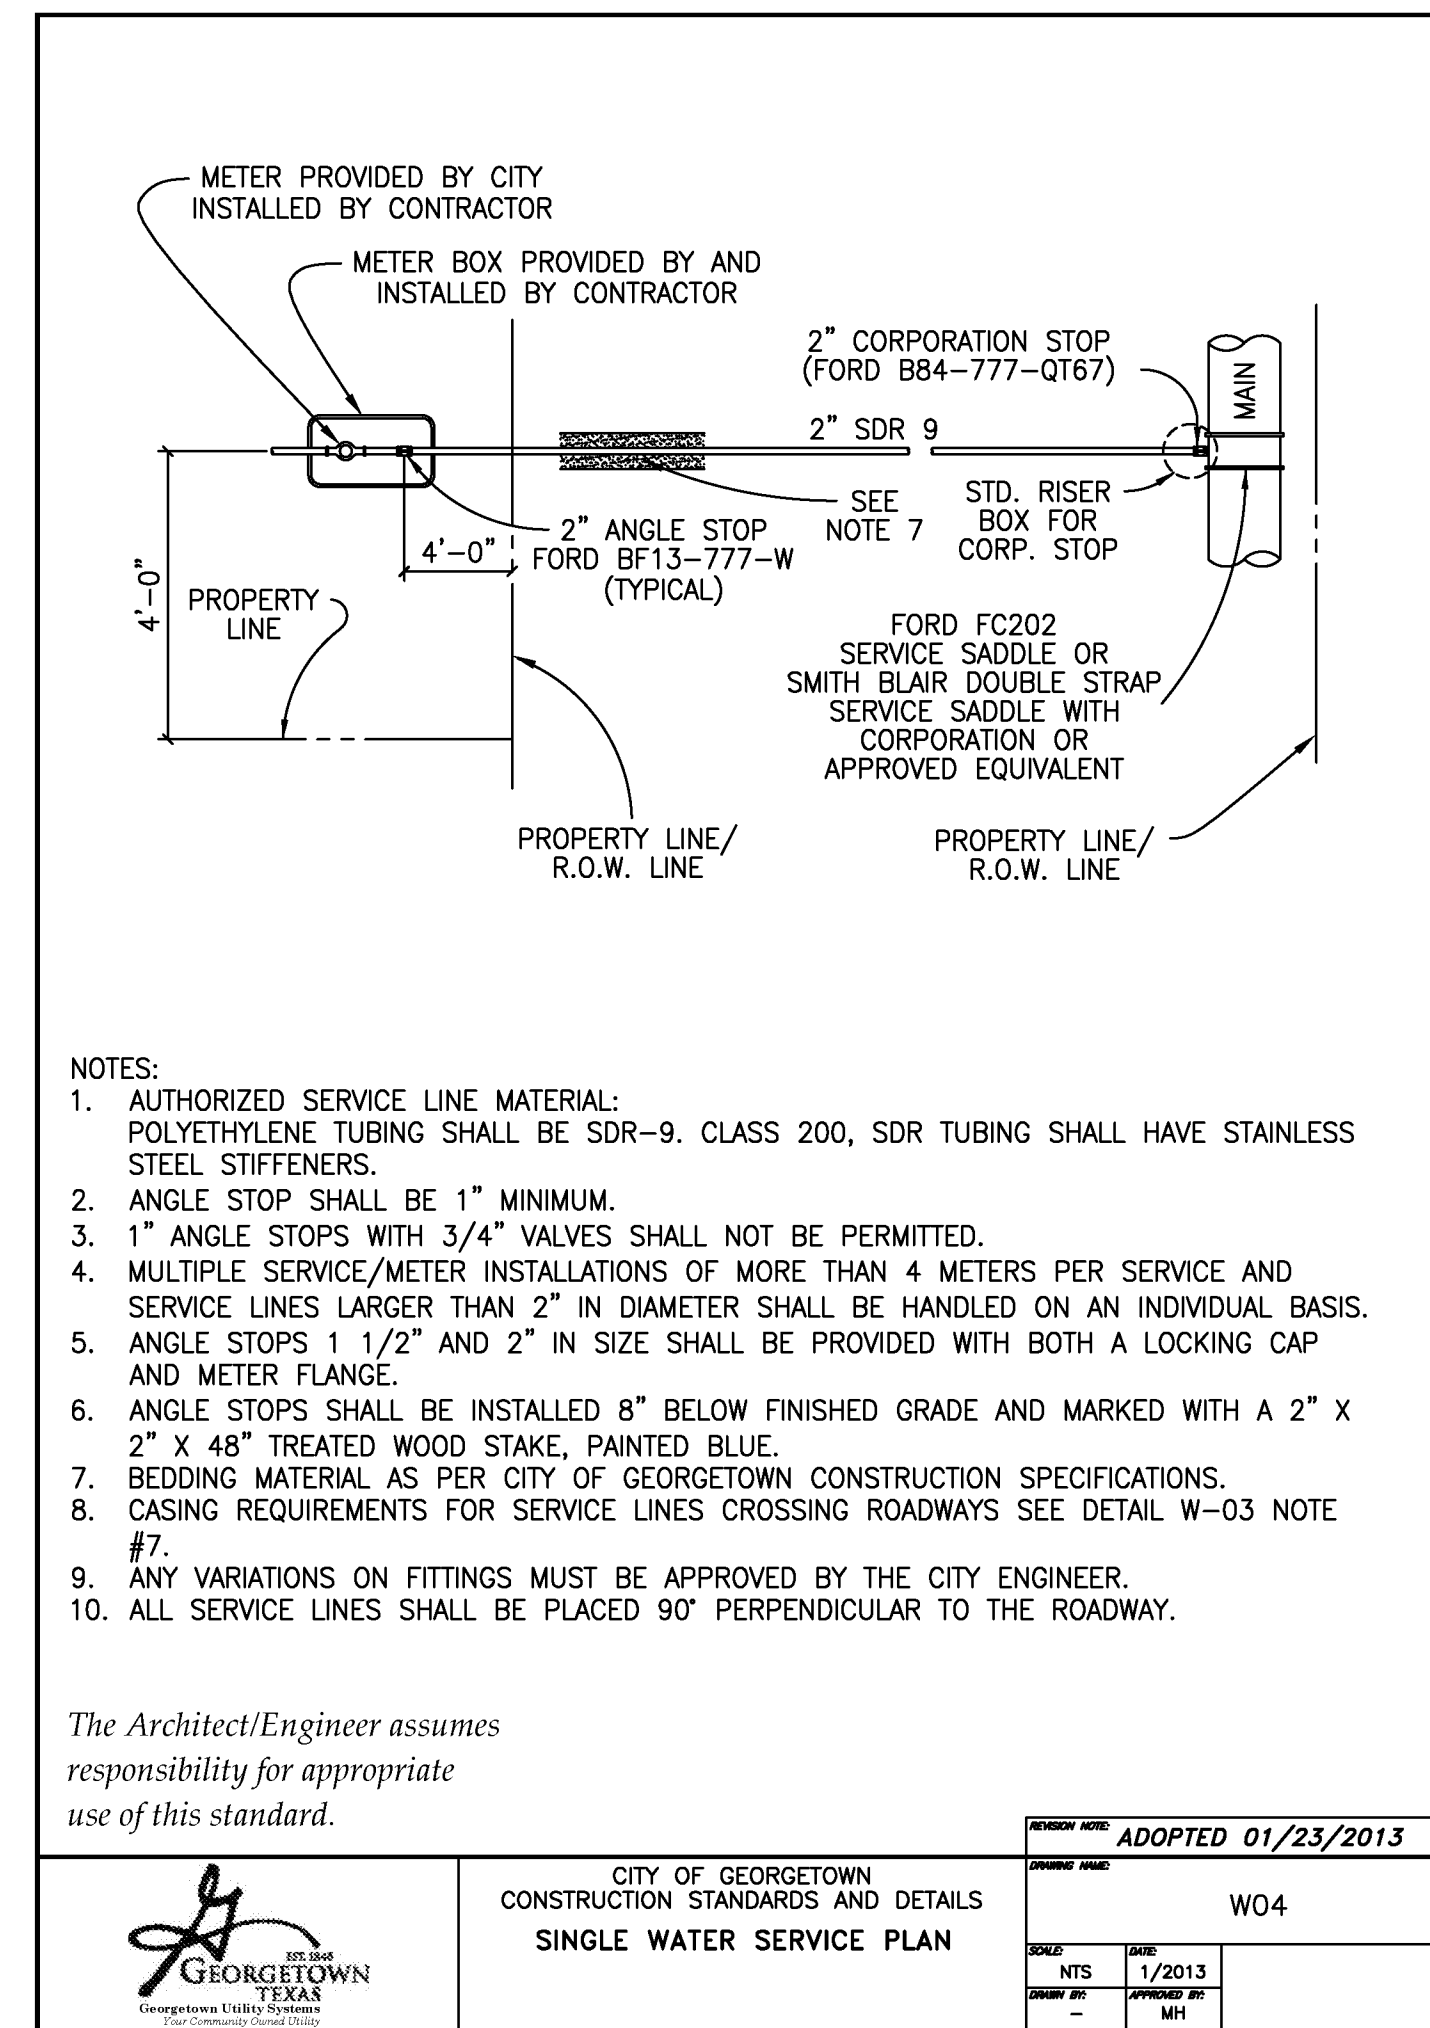 METER PROVIDED BY CITY
INSTALLED BY CONTRACTOR
METER BOX PROVIDED BY AND
INSTALLED BY CONTRACTOR
2" CORPORATION STOP
(FORD B84-777-QT67)
MAIN
2" SDR 9
SEE
NOTE 7
STD. RISER
BOX FOR
CORP. STOP
2" ANGLE STOP
FORD BF13-777-W
(TYPICAL)
4'-0"
4'-0"
PROPERTY
LINE
FORD FC202
SERVICE SADDLE OR
SMITH BLAIR DOUBLE STRAP
SERVICE SADDLE WITH
CORPORATION OR
APPROVED EQUIVALENT
PROPERTY LINE/
R.O.W. LINE
PROPERTY LINE/
R.O.W. LINE
NOTES:
1. AUTHORIZED SERVICE LINE MATERIAL:
POLYETHYLENE TUBING SHALL BE SDR-9. CLASS 200, SDR TUBING SHALL HAVE STAINLESS
STEEL STIFFENERS.
2. ANGLE STOP SHALL BE 1" MINIMUM.
3. 1" ANGLE STOPS WITH 3/4" VALVES SHALL NOT BE PERMITTED.
4. MULTIPLE SERVICE/METER INSTALLATIONS OF MORE THAN 4 METERS PER SERVICE AND
SERVICE LINES LARGER THAN 2" IN DIAMETER SHALL BE HANDLED ON AN INDIVIDUAL BASIS.
5. ANGLE STOPS 1 1/2" AND 2" IN SIZE SHALL BE PROVIDED WITH BOTH A LOCKING CAP
AND METER FLANGE.
6. ANGLE STOPS SHALL BE INSTALLED 8" BELOW FINISHED GRADE AND MARKED WITH A 2" X
2" X 48" TREATED WOOD STAKE, PAINTED BLUE.
7. BEDDING MATERIAL AS PER CITY OF GEORGETOWN CONSTRUCTION SPECIFICATIONS.
8. CASING REQUIREMENTS FOR SERVICE LINES CROSSING ROADWAYS SEE DETAIL W-03 NOTE
#7.
9. ANY VARIATIONS ON FITTINGS MUST BE APPROVED BY THE CITY ENGINEER.
10. ALL SERVICE LINES SHALL BE PLACED 90° PERPENDICULAR TO THE ROADWAY.
The Architect/Engineer assumes
responsibility for appropriate
use of this standard.
REVISION NOTE:
ADOPTED 01/23/2013
EST. 1848
GEORGETOWN
TEXAS
Georgetown Utility Systems
Your Community Owned Utility
CITY OF GEORGETOWN
CONSTRUCTION STANDARDS AND DETAILS
SINGLE WATER SERVICE PLAN
DRAWING NAME:
W04
SCALE:
NTS
DATE:
1/2013
DRAWN BY:
-
APPROVED BY:
MH